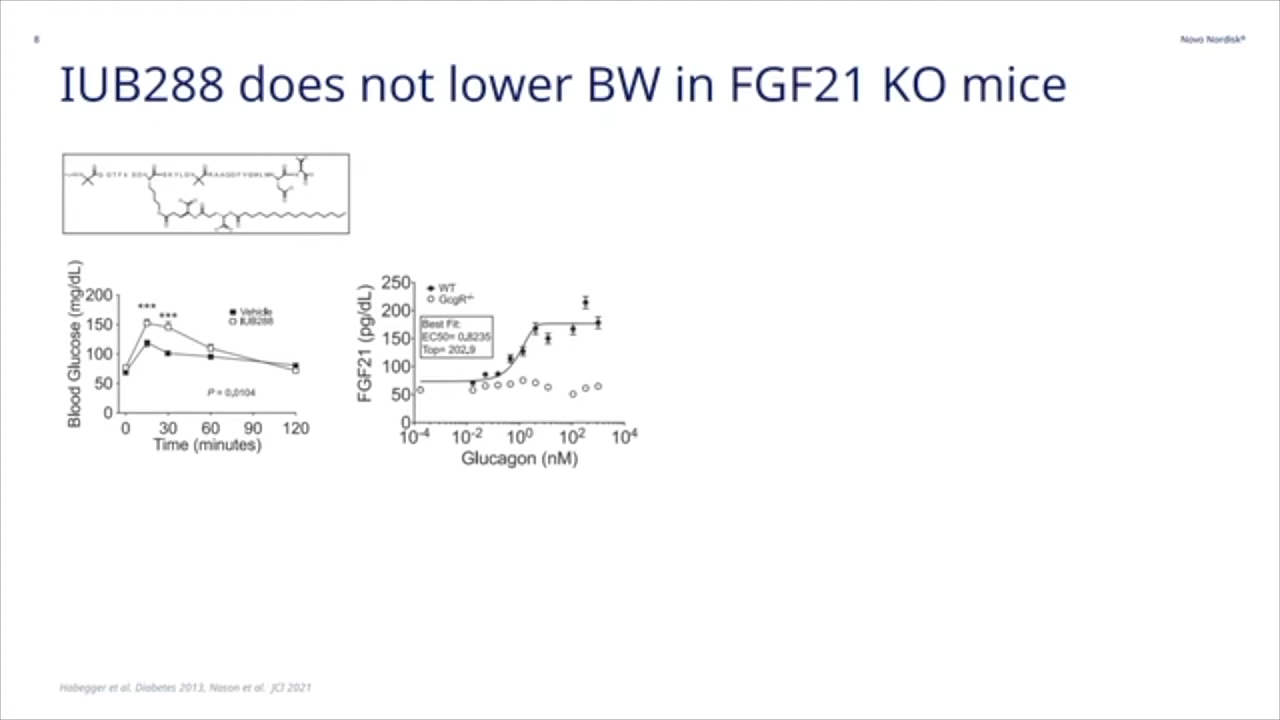 8
Novo Nordisk®
IUB288 does not lower BW in FGF21 KO mice
Blood Glucose (mg/dL)
200
150
100
50
0
***
***
Vehicle
IUB288
P = 0.0104
0 30 60 90 120
Time (minutes)
FGF21 (pg/dL)
250
200
150
100
50
0
WT
GcgR-/-
Best Fit:
EC50= 0.8235
Top= 202.9
10-4 10-2 100 102 104
Glucagon (nM)
Habegger et al. Diabetes 2013, Nason et al. JCI 2021